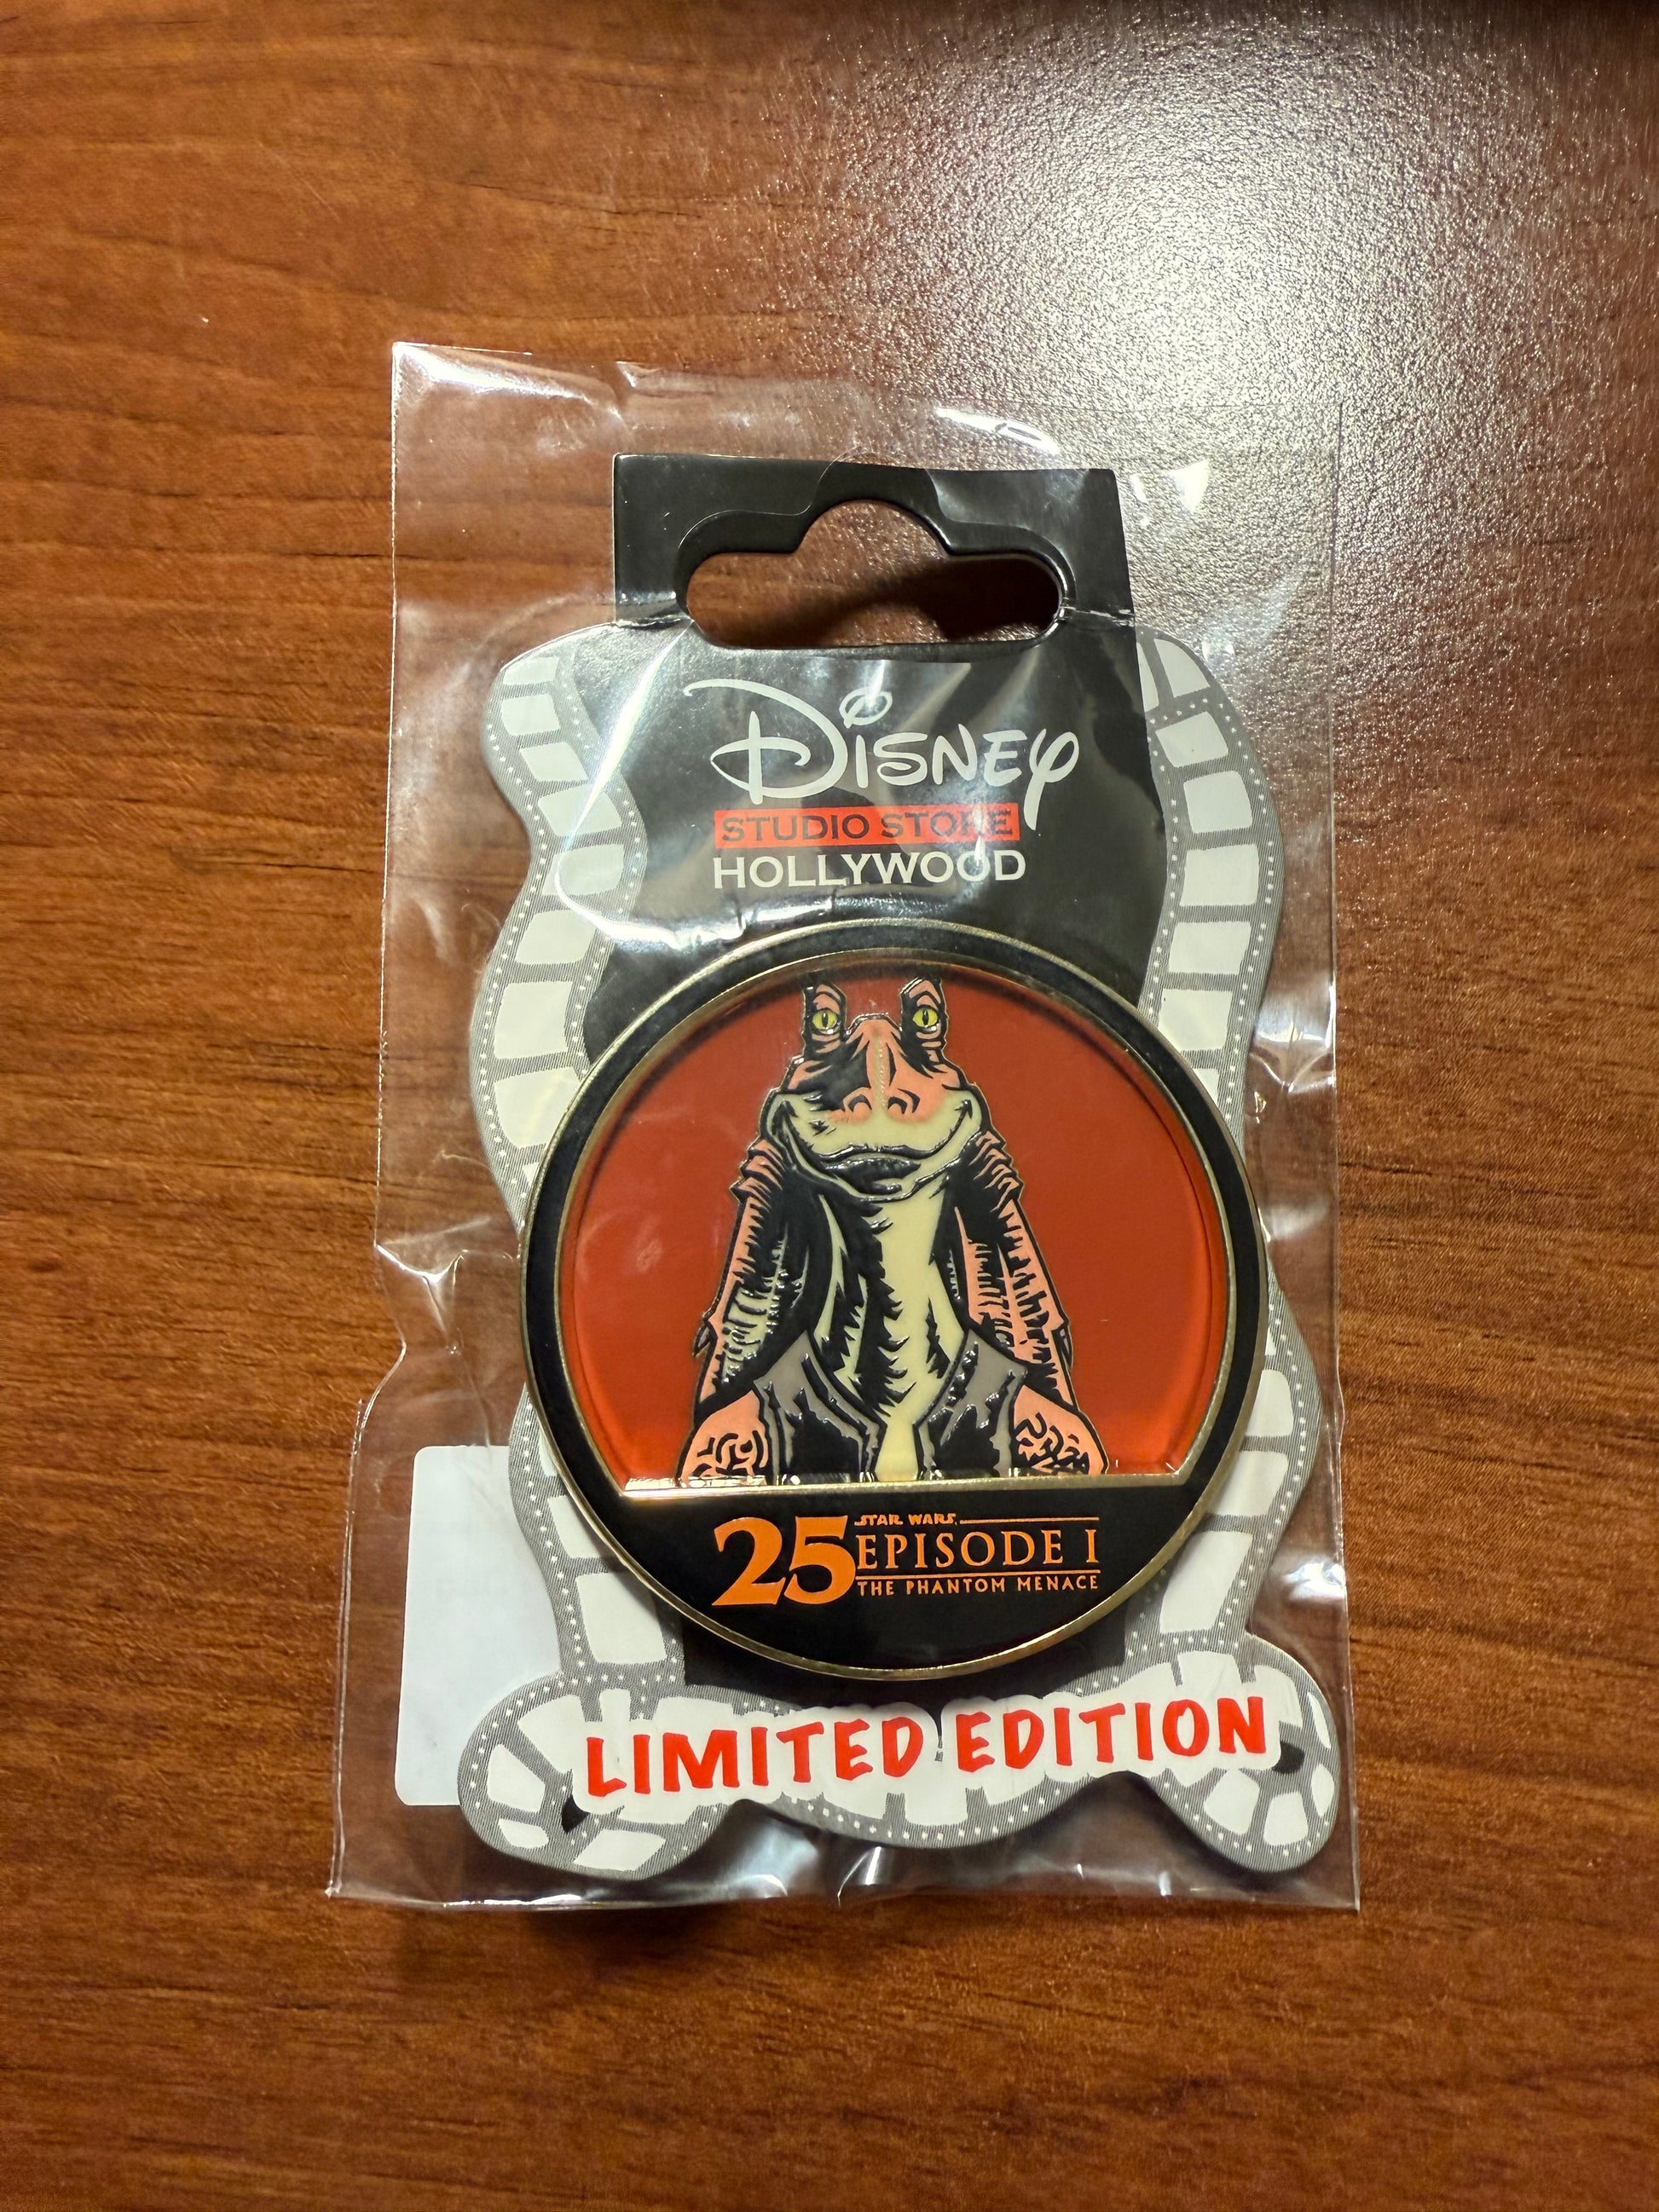 Disney
STUDIO STORE
HOLLYWOOD
25
STAR WARS
EPISODE I
THE PHANTOM MENACE
LIMITED EDITION